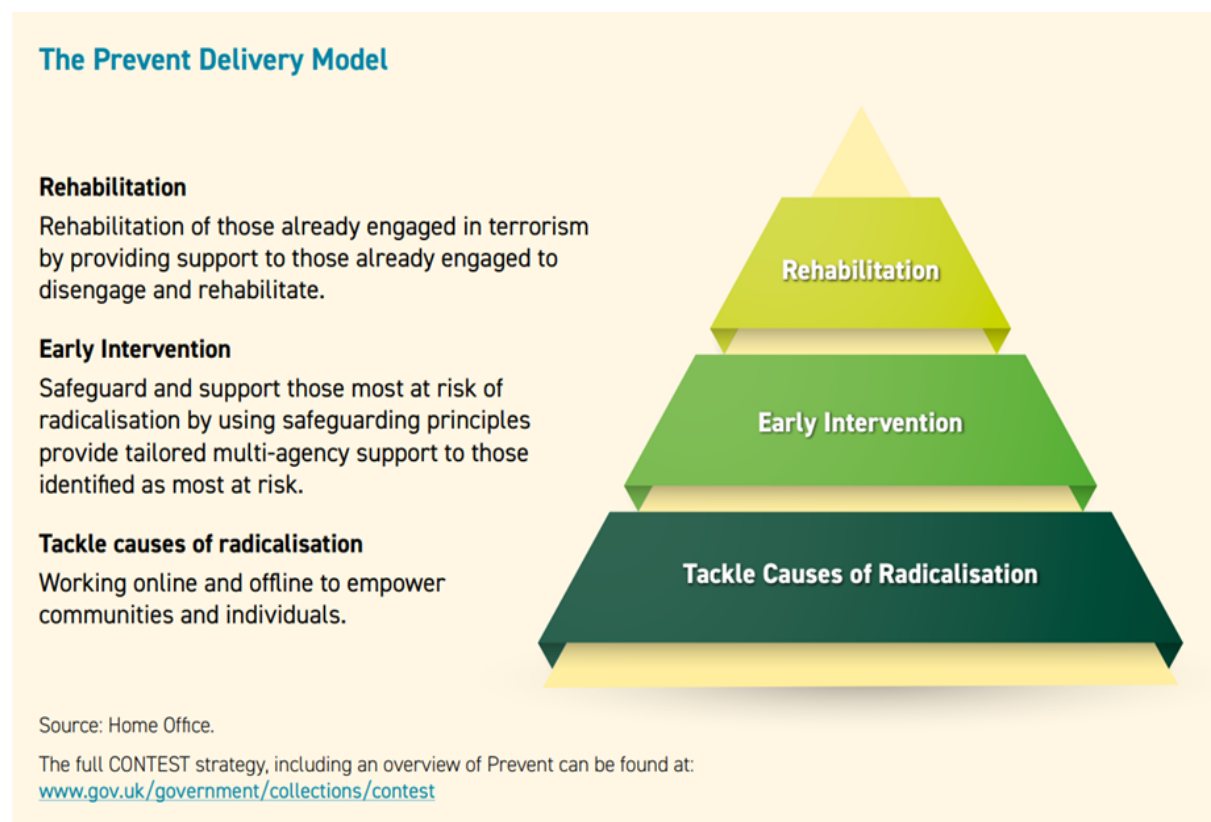 The Prevent Delivery Model
Rehabilitation
Rehabilitation of those already engaged in terrorism
by providing support to those already engaged to
disengage and rehabilitate.
Early Intervention
Safeguard and support those most at risk of
radicalisation by using safeguarding principles
provide tailored multi-agency support to those
identified as most at risk.
Tackle causes of radicalisation
Working online and offline to empower
communities and individuals.
Rehabilitation
Early Intervention
Tackle Causes of Radicalisation
Source: Home Office.
The full CONTEST strategy, including an overview of Prevent can be found at:
www.gov.uk/government/collections/contest